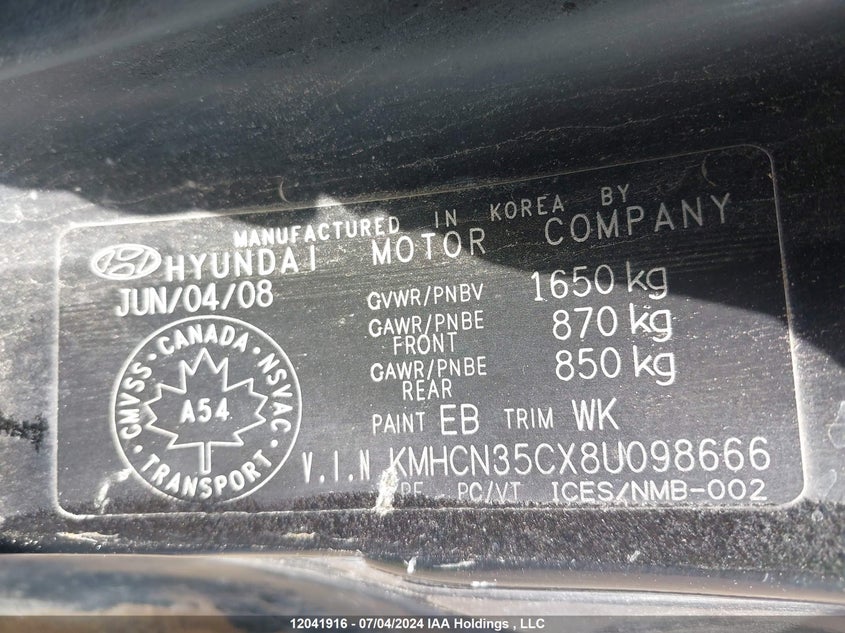 MANUFACTURED IN KOREA BY
HYUNDAI MOTOR COMPANY
JUN/04/08
GVWR/PNBV 1650 kg
GAWR/PNBE FRONT 870 kg
GAWR/PNBE REAR 850 kg
CMVSS · CANADA · NSVAC · TRANSPORT ·
A54
PAINT EB TRIM WK
V.I.N KMHCN35CX8U098666
PC/VT ICES/NMB-002
12041916 - 07/04/2024 IAA Holdings , LLC